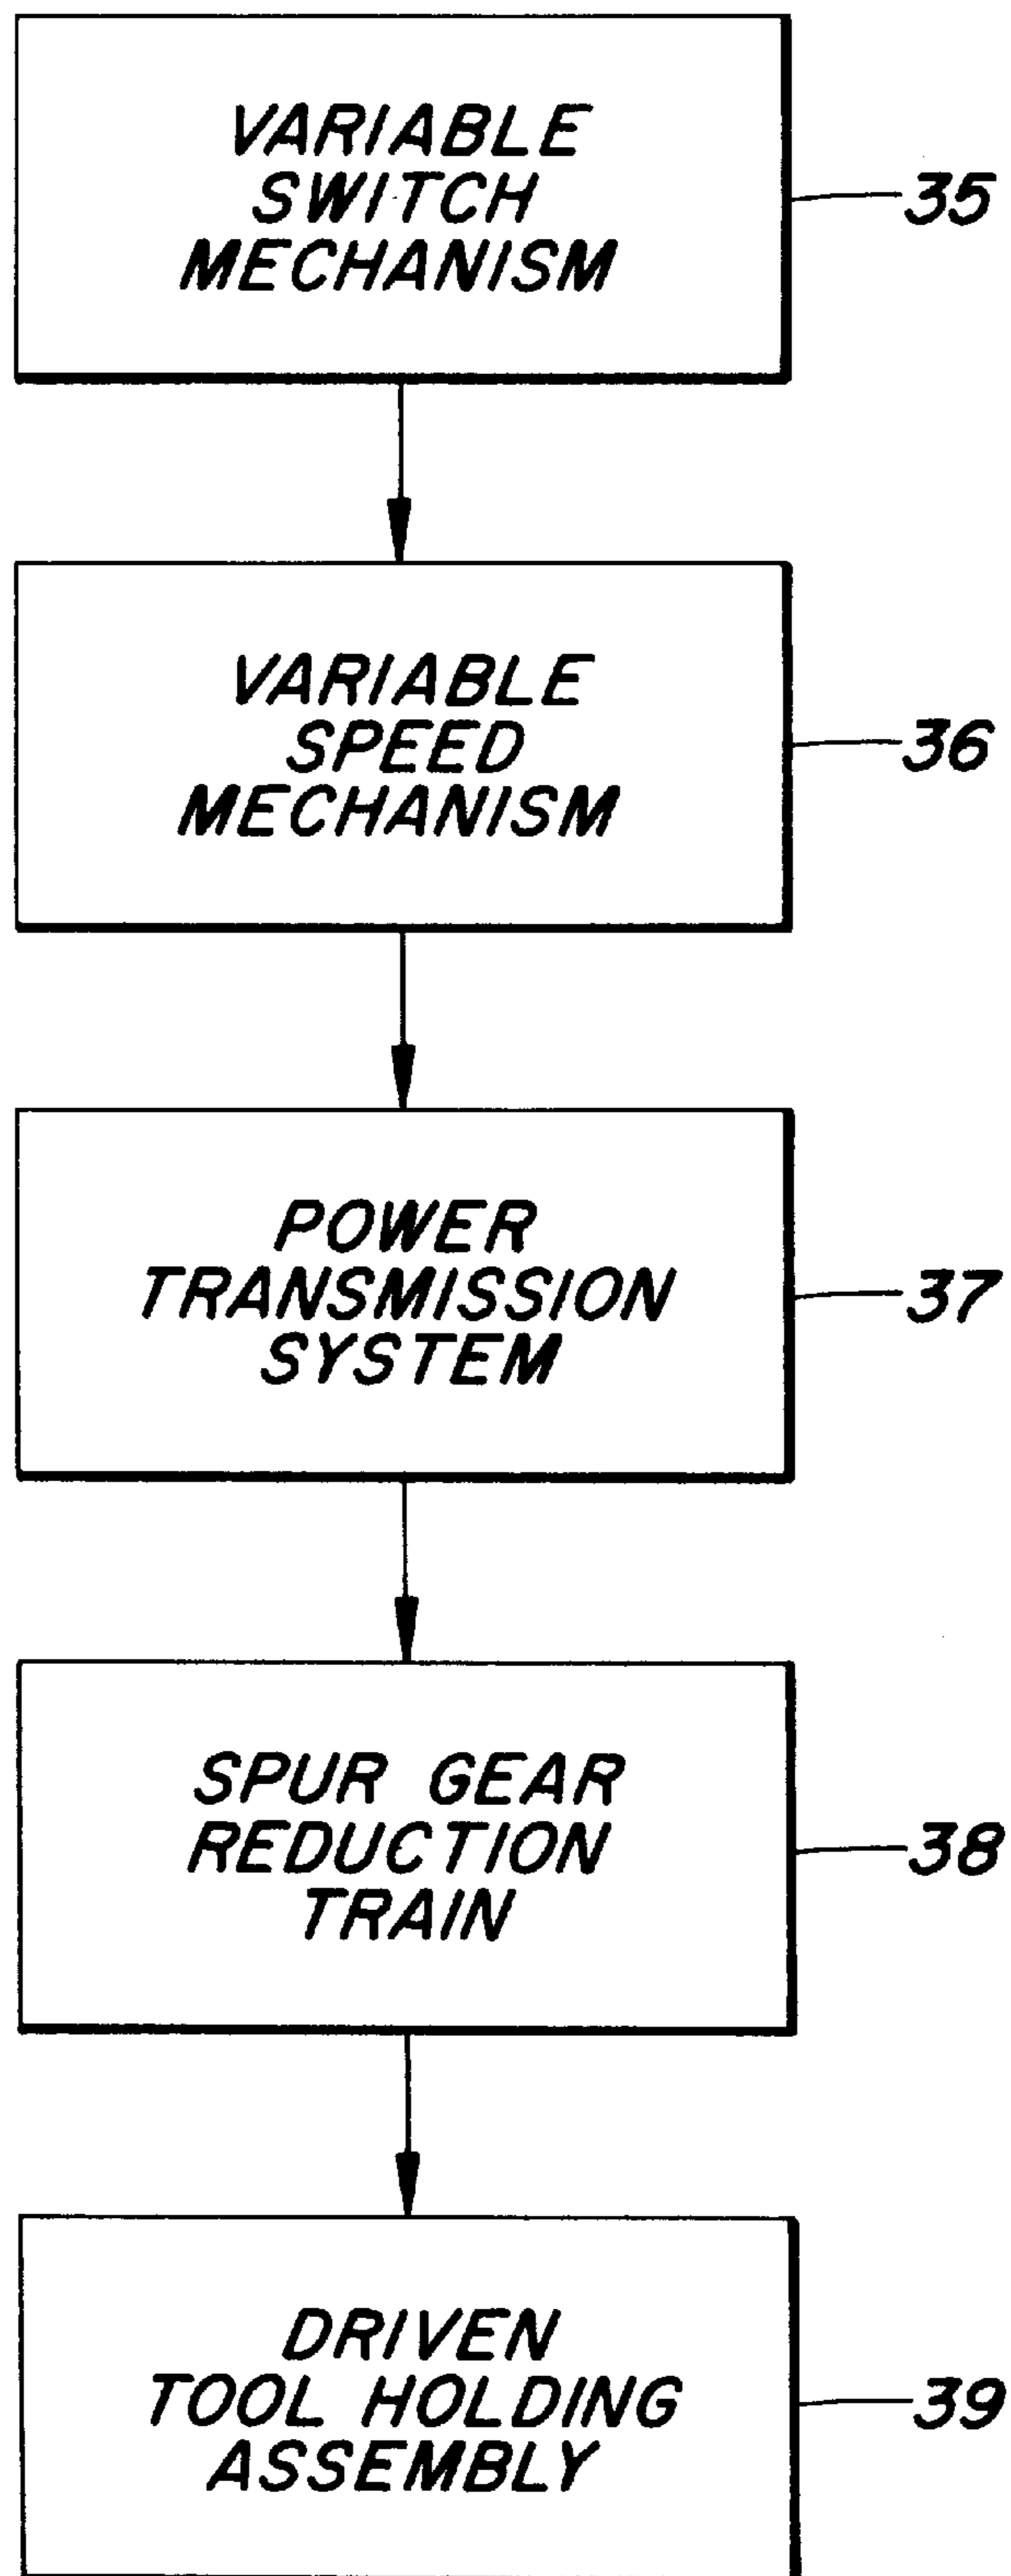 VARIABLE
SWITCH
MECHANISM
35
VARIABLE
SPEED
MECHANISM
36
POWER
TRANSMISSION
SYSTEM
37
SPUR GEAR
REDUCTION
TRAIN
38
DRIVEN
TOOL HOLDING
ASSEMBLY
39